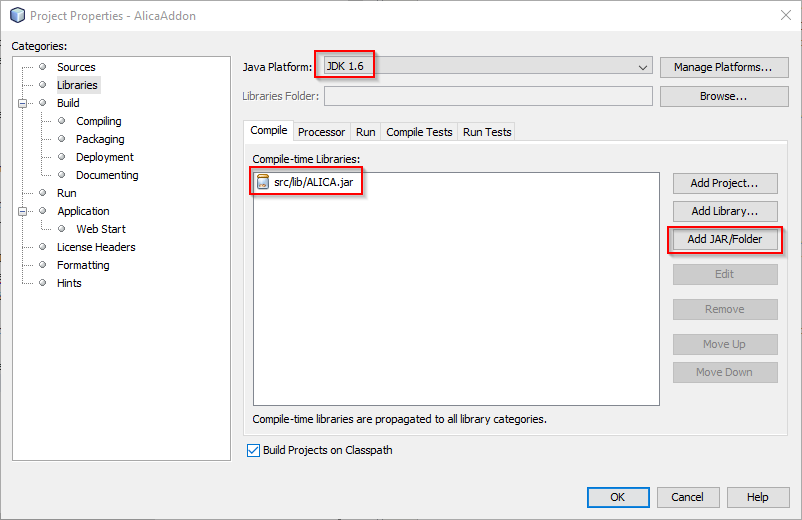 Project Properties - AlicaAddon
Categories:
Sources
Libraries
Build
Compiling
Packaging
Deployment
Documenting
Run
Application
Web Start
License Headers
Formatting
Hints
Java Platform: JDK 1.6 Manage Platforms...
Libraries Folder: Browse...
Compile Processor Run Compile Tests Run Tests
Compile-time Libraries:
src/lib/ALICA.jar
Add Project...
Add Library...
Add JAR/Folder
Edit
Remove
Move Up
Move Down
Compile-time libraries are propagated to all library categories.
Build Projects on Classpath
OK Cancel Help